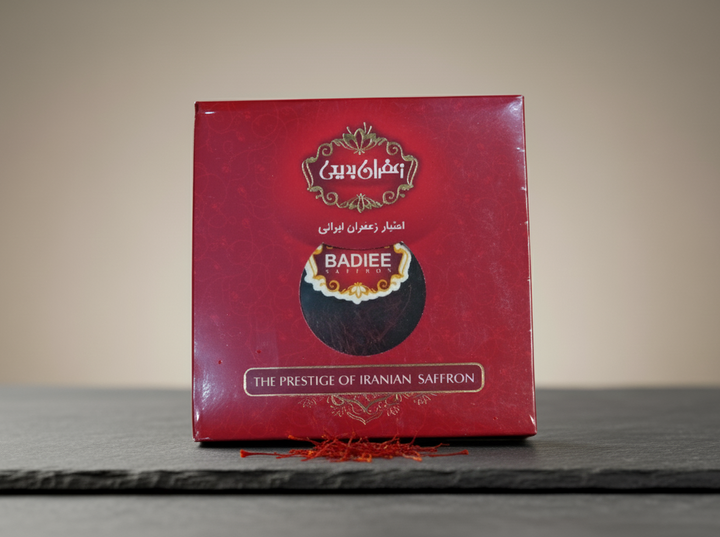 زعفران بدیعی
اعتبار زعفران ایرانی
BADIEE
SAFFRON
THE PRESTIGE OF IRANIAN SAFFRON